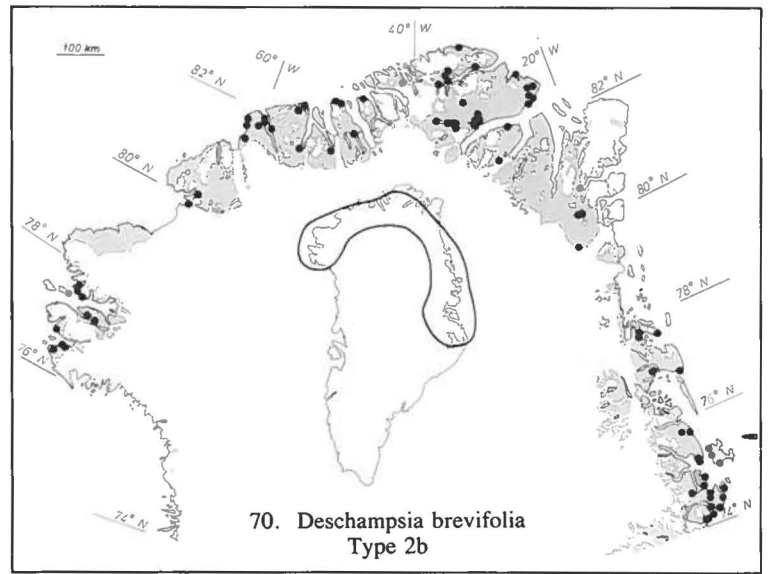 40° W
100 km
60° W
20° W
82° N
82° N
80° N
80° N
78° N
78° N
76° N
76° N
74° N
74° N
70. Deschampsia brevifolia
Type 2b